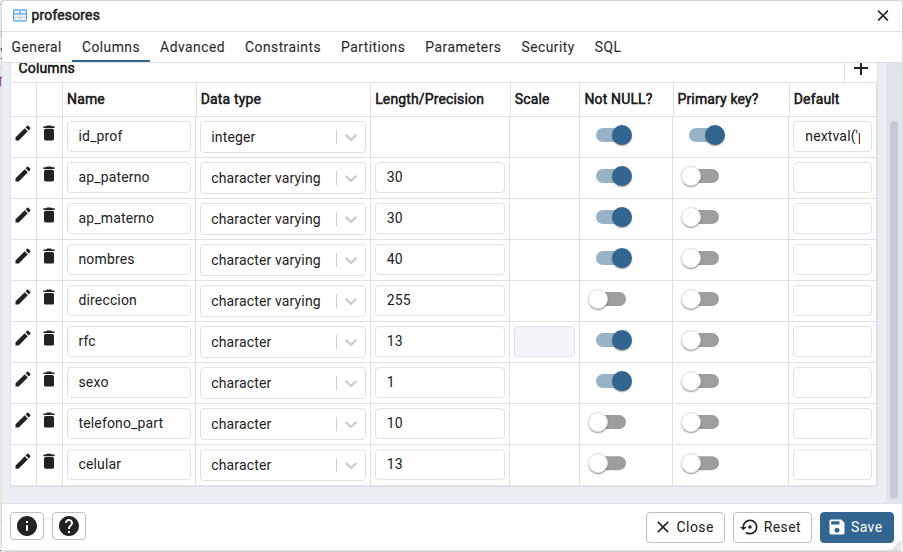 profesores
General Columns Advanced Constraints Partitions Parameters Security SQL
Columns
Name Data type Length/Precision Scale Not NULL? Primary key? Default
id_prof integer nextval('
ap_paterno character varying 30
ap_materno character varying 30
nombres character varying 40
direccion character varying 255
rfc character 13
sexo character 1
telefono_part character 10
celular character 13
Close Reset Save